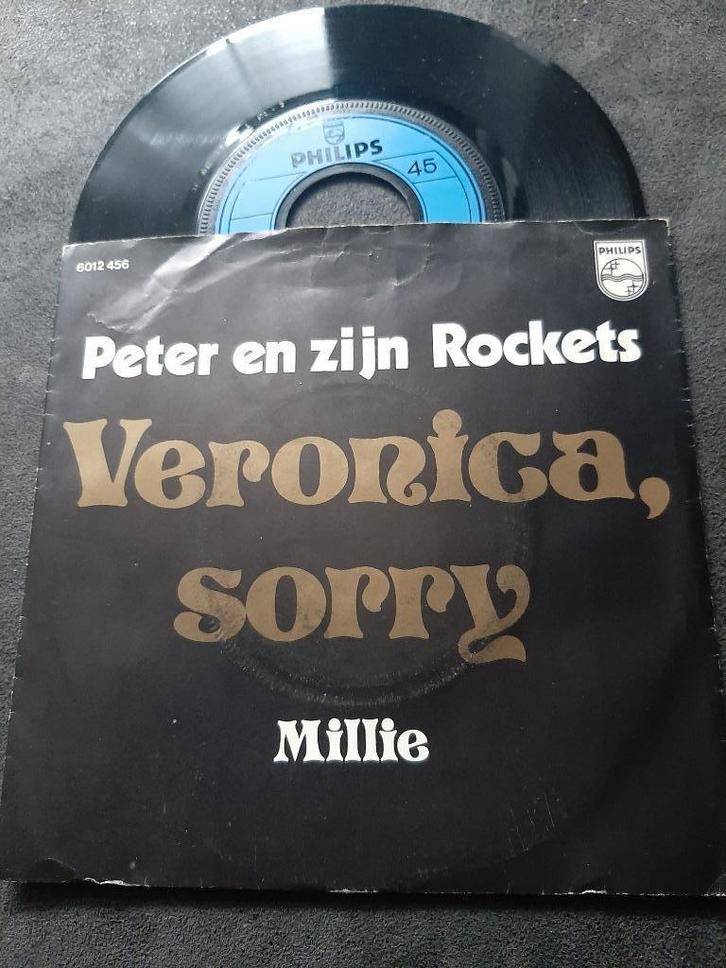 PHILIPS
45
6012 456
PHILIPS
Peter en zijn Rockets
Veronica,
sorry
Millie